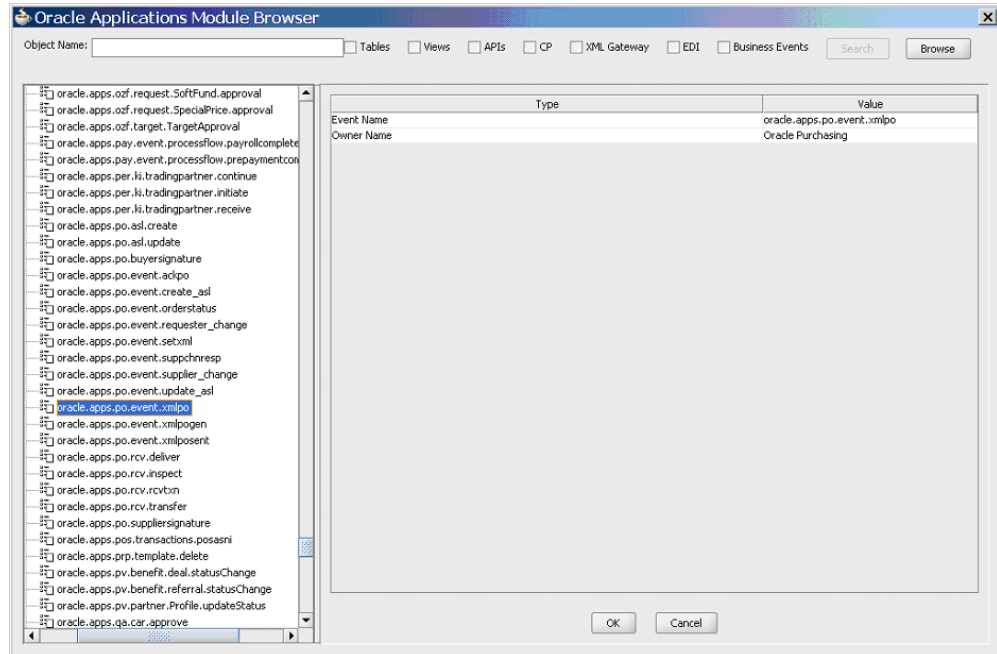 Oracle Applications Module Browser
Object Name: Tables Views APIs CP XML Gateway EDI Business Events Search Browse
oracle.apps.ozf.request.SoftFund.approval
oracle.apps.ozf.request.SpecialPrice.approval
oracle.apps.ozf.target.TargetApproval
oracle.apps.pay.event.processflow.payrollcomplete
oracle.apps.pay.event.processflow.prepaymentcon
oracle.apps.per.ki.tradingpartner.continue
oracle.apps.per.ki.tradingpartner.initiate
oracle.apps.per.ki.tradingpartner.receive
oracle.apps.po.asl.create
oracle.apps.po.asl.update
oracle.apps.po.buyersignature
oracle.apps.po.event.ackpo
oracle.apps.po.event.create_asl
oracle.apps.po.event.orderstatus
oracle.apps.po.event.requester_change
oracle.apps.po.event.setxml
oracle.apps.po.event.suppchnresp
oracle.apps.po.event.supplier_change
oracle.apps.po.event.update_asl
oracle.apps.po.event.xmlpo
oracle.apps.po.event.xmlpogen
oracle.apps.po.event.xmlposent
oracle.apps.po.rcv.deliver
oracle.apps.po.rcv.inspect
oracle.apps.po.rcv.rcvtxn
oracle.apps.po.rcv.transfer
oracle.apps.po.suppliersignature
oracle.apps.pos.transactions.posasni
oracle.apps.prp.template.delete
oracle.apps.pv.benefit.deal.statusChange
oracle.apps.pv.benefit.referral.statusChange
oracle.apps.pv.partner.Profile.updateStatus
oracle.apps.qa.car.approve
Type Value
Event Name oracle.apps.po.event.xmlpo
Owner Name Oracle Purchasing
OK Cancel